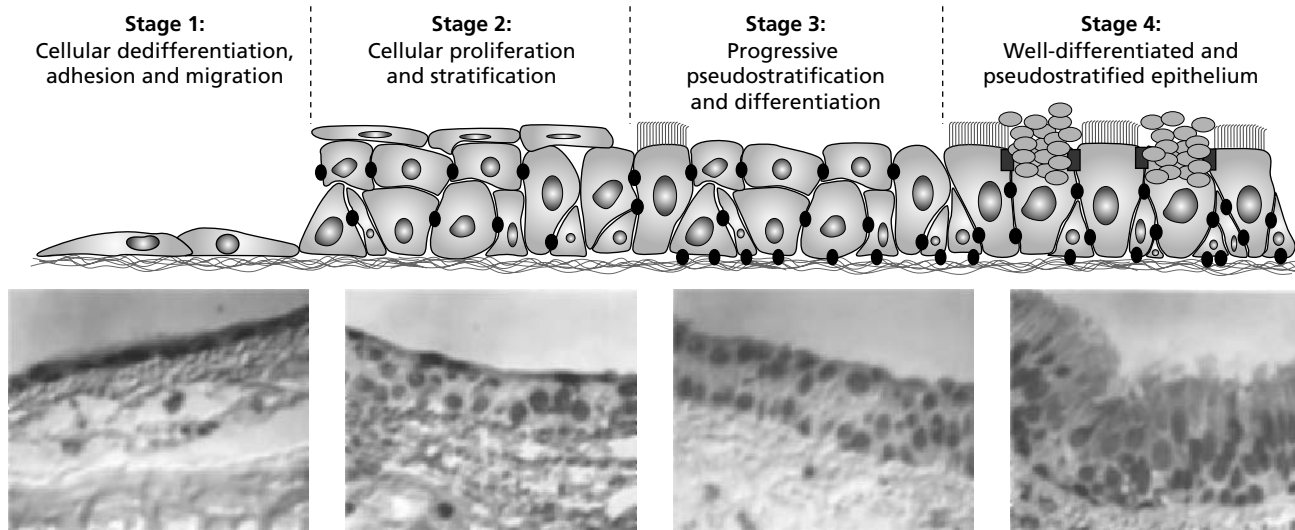 Stage 1:
Cellular dedifferentiation,
adhesion and migration
Stage 2:
Cellular proliferation
and stratification
Stage 3:
Progressive
pseudostratification
and differentiation
Stage 4:
Well-differentiated and
pseudostratified epithelium